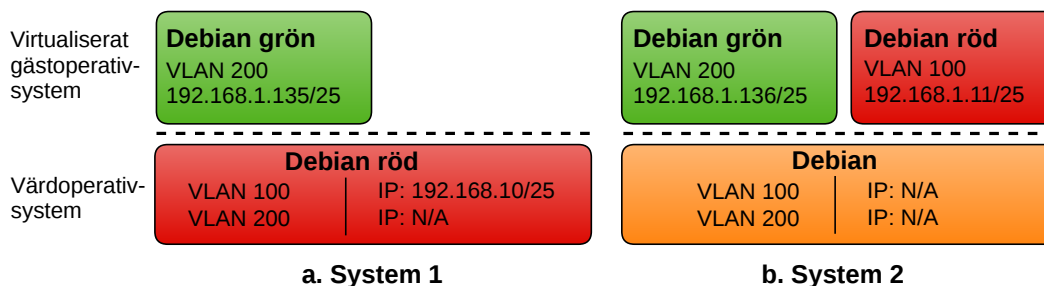 Virtualiserat
gästoperativ-
system
Debian grön
VLAN 200
192.168.1.135/25
Debian grön
VLAN 200
192.168.1.136/25
Debian röd
VLAN 100
192.168.1.11/25
Värdoperativ-
system
Debian röd
VLAN 100 IP: 192.168.10/25
VLAN 200 IP: N/A
Debian
VLAN 100 IP: N/A
VLAN 200 IP: N/A
a. System 1
b. System 2